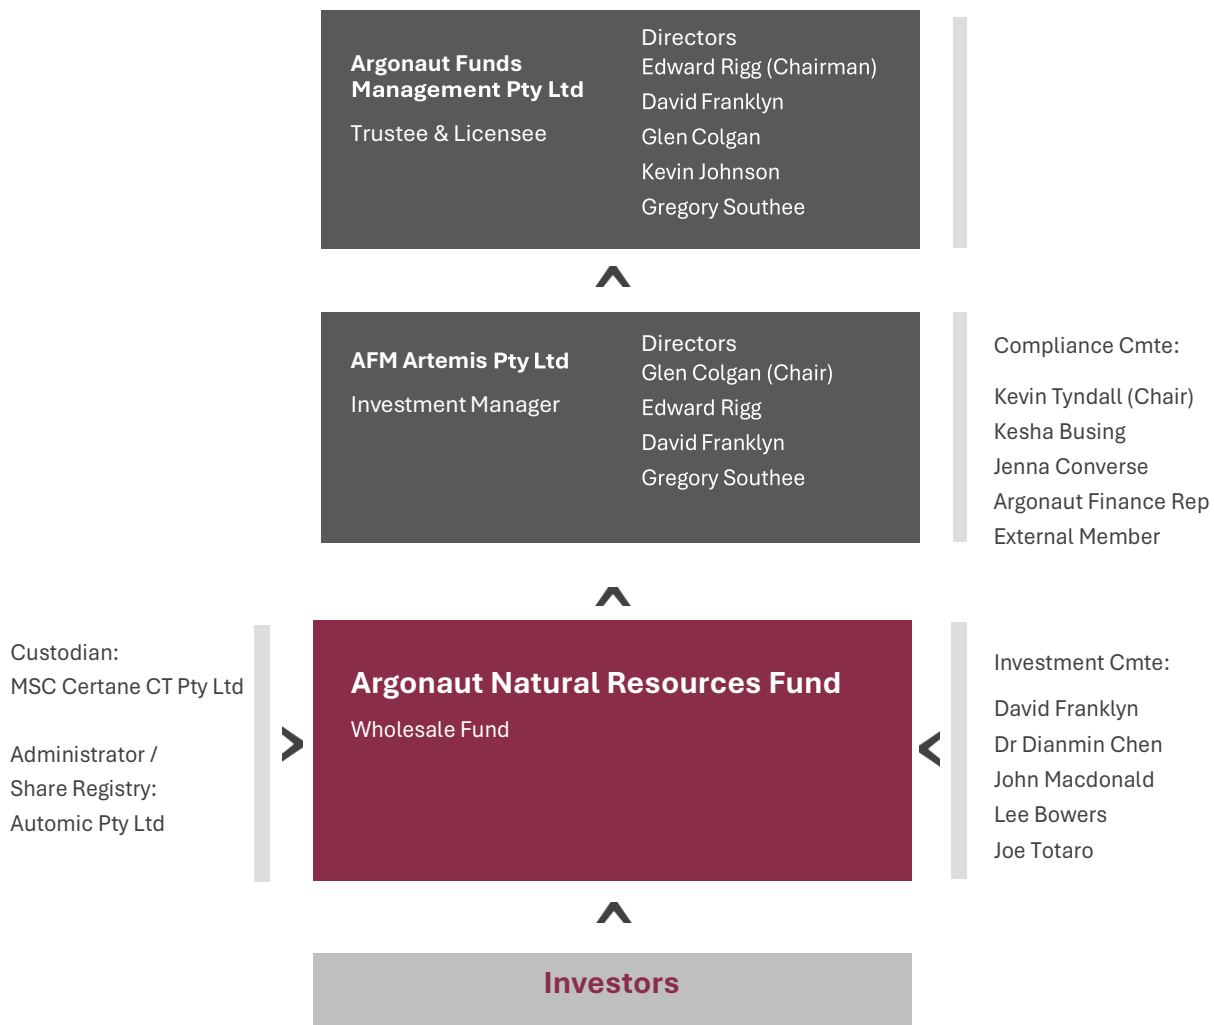 Argonaut Funds
Management Pty Ltd
Trustee & Licensee
Directors
Edward Rigg (Chairman)
David Franklyn
Glen Colgan
Kevin Johnson
Gregory Southee
AFM Artemis Pty Ltd
Investment Manager
Directors
Glen Colgan (Chair)
Edward Rigg
David Franklyn
Gregory Southee
Compliance Cmte:
Kevin Tyndall (Chair)
Kesha Busing
Jenna Converse
Argonaut Finance Rep
External Member
Custodian:
MSC Certane CT Pty Ltd
Administrator /
Share Registry:
Automic Pty Ltd
Argonaut Natural Resources Fund
Wholesale Fund
Investment Cmte:
David Franklyn
Dr Dianmin Chen
John Macdonald
Lee Bowers
Joe Totaro
Investors